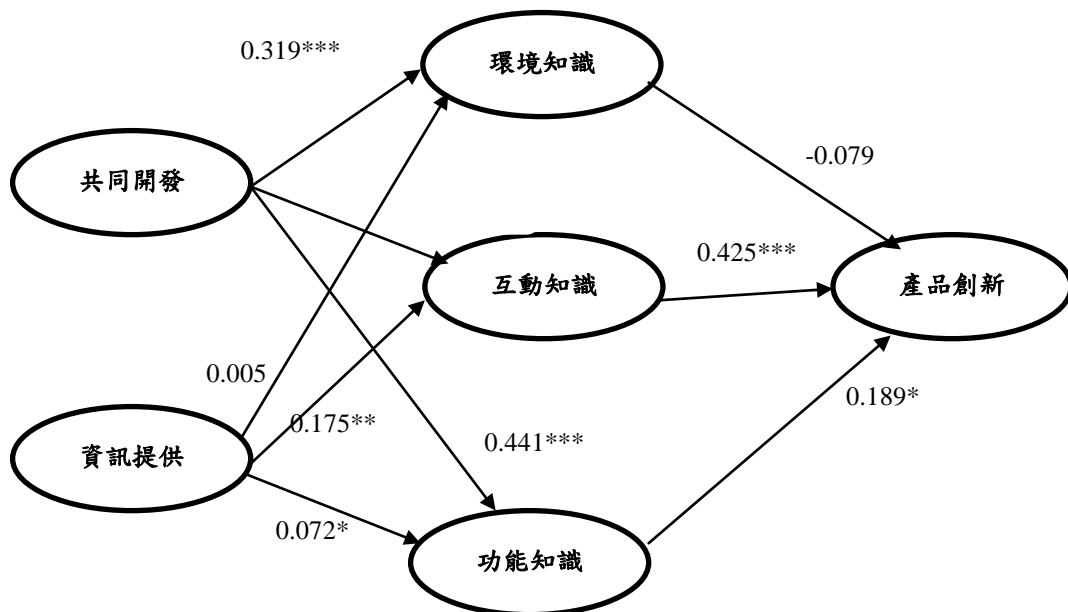 0.319***
環境知識
-0.079
共同開發
0.425***
互動知識
產品創新
0.005
0.175**
0.189*
資訊提供
0.441***
0.072*
功能知識